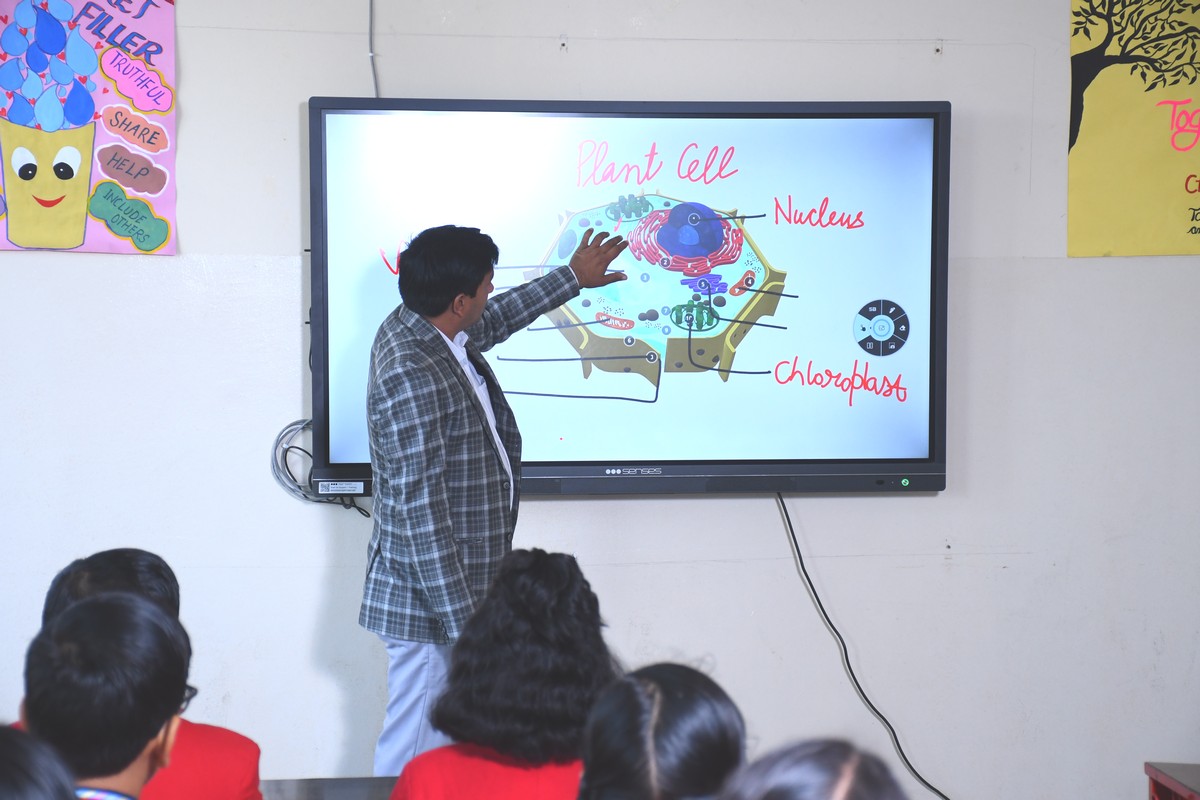 FILLER
TRUTHFUL
SHARE
HELP
INCLUDE
OTHERS
Plant Cell
Nucleus
Chloroplast
senses